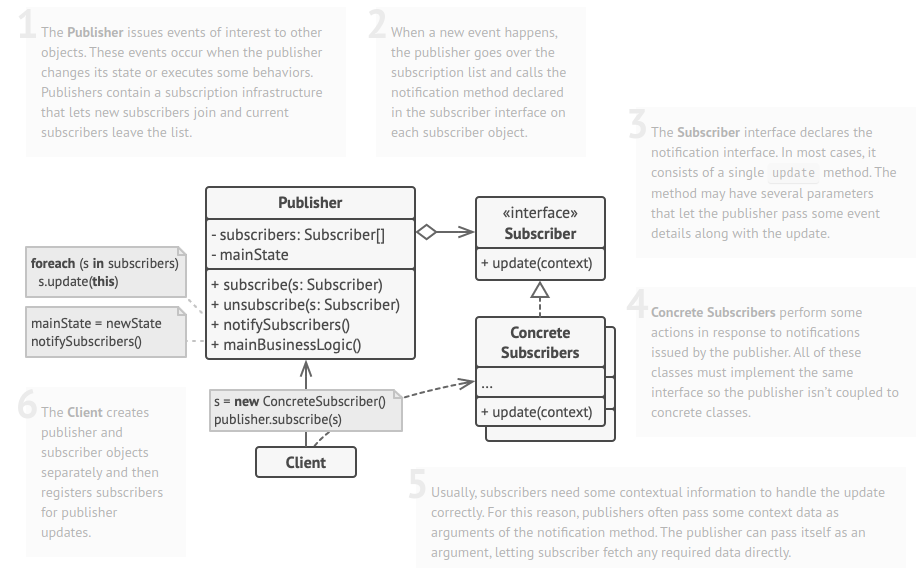 1
The Publisher issues events of interest to other
objects. These events occur when the publisher
changes its state or executes some behaviors.
Publishers contain a subscription infrastructure
that lets new subscribers join and current
subscribers leave the list.
2
When a new event happens,
the publisher goes over the
subscription list and calls the
notification method declared
in the subscriber interface on
each subscriber object.
3
The Subscriber interface declares the
notification interface. In most cases, it
consists of a single update method. The
method may have several parameters
that let the publisher pass some event
details along with the update.
Publisher
- subscribers: Subscriber[]
- mainState
+ subscribe(s: Subscriber)
+ unsubscribe(s: Subscriber)
+ notifySubscribers()
+ mainBusinessLogic()
«interface»
Subscriber
+ update(context)
foreach (s in subscribers)
s.update(this)
mainState = newState
notifySubscribers()
4
Concrete Subscribers perform some
actions in response to notifications
issued by the publisher. All of these
classes must implement the same
interface so the publisher isn't coupled to
concrete classes.
Concrete
Subscribers
...
+ update(context)
s = new ConcreteSubscriber()
publisher.subscribe(s)
Client
6
The Client creates
publisher and
subscriber objects
separately and then
registers subscribers
for publisher
updates.
5
Usually, subscribers need some contextual information to handle the update
correctly. For this reason, publishers often pass some context data as
arguments of the notification method. The publisher can pass itself as an
argument, letting subscriber fetch any required data directly.